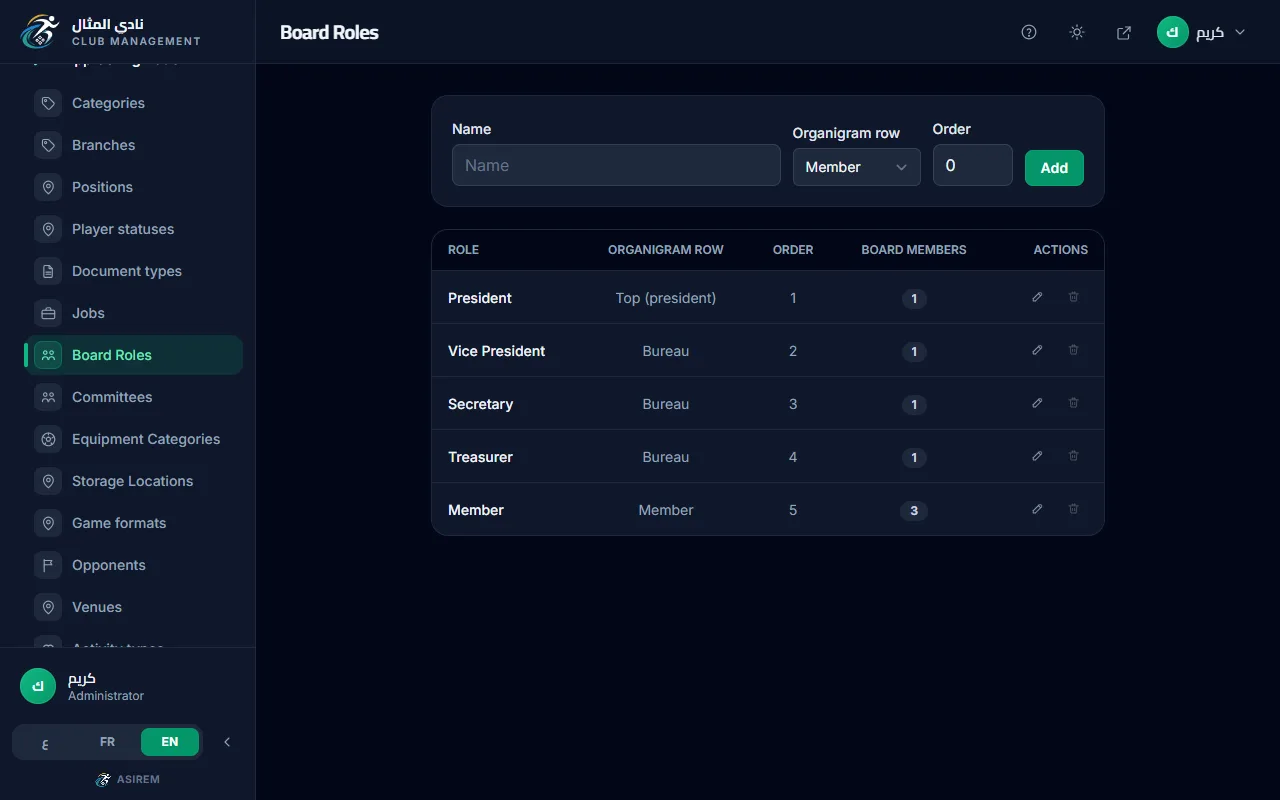 نادي المثال
CLUB MANAGEMENT
Categories
Branches
Positions
Player statuses
Document types
Jobs
Board Roles
Committees
Equipment Categories
Storage Locations
Game formats
Opponents
Venues
Activity types
ك
كريم
Administrator
ع FR EN
ASIREM
Board Roles
ك كريم
Name Organigram row Order
Name Member 0 Add
ROLE ORGANIGRAM ROW ORDER BOARD MEMBERS ACTIONS
President Top (president) 1 1
Vice President Bureau 2 1
Secretary Bureau 3 1
Treasurer Bureau 4 1
Member Member 5 3